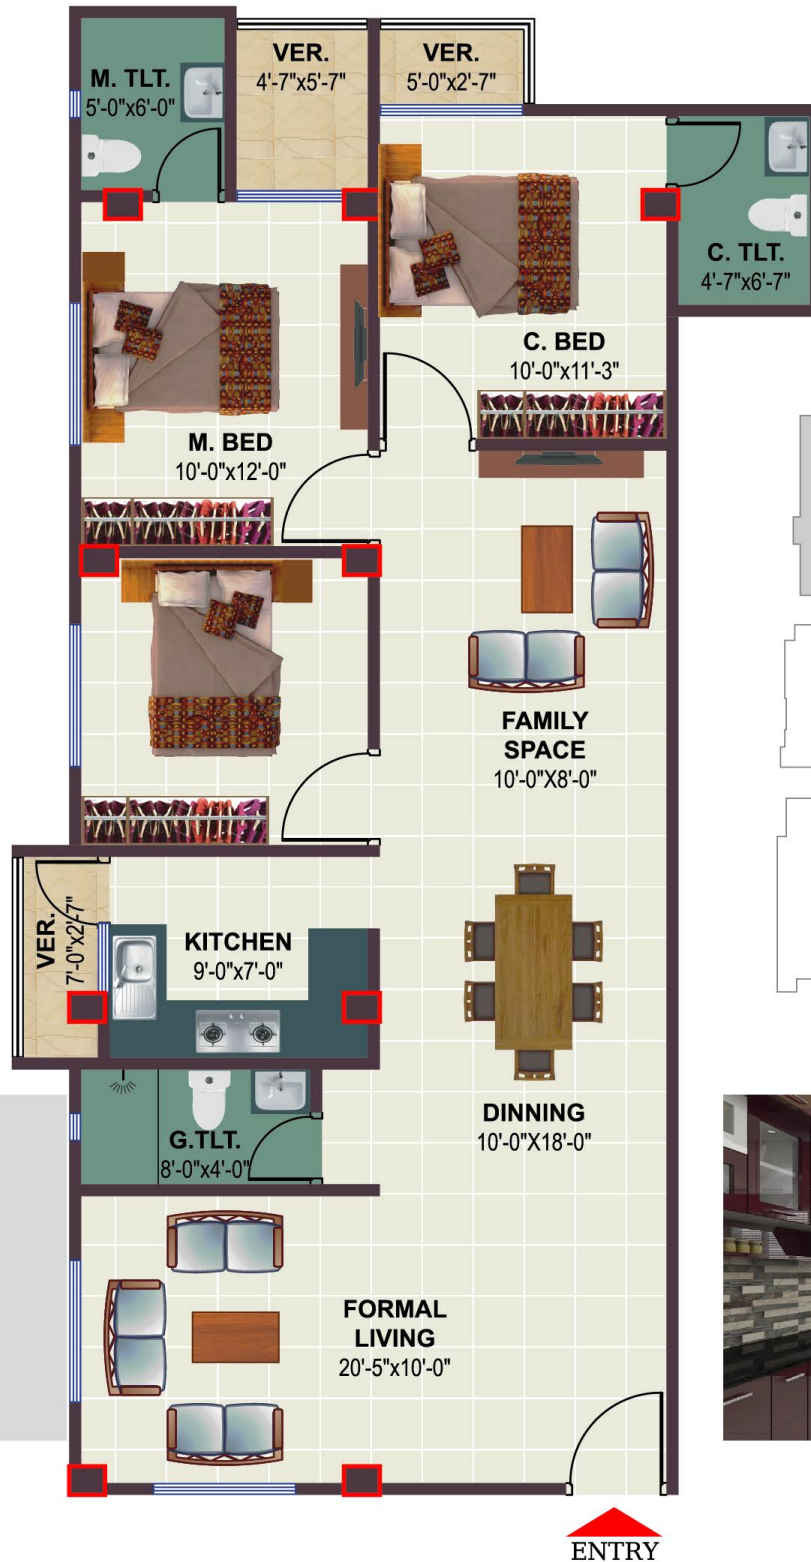 M. TLT.
5'-0"x6'-0"
VER.
4'-7"x5'-7"
VER.
5'-0"x2'-7"
C. TLT.
4'-7"x6'-7"
C. BED
10'-0"x11'-3"
M. BED
10'-0"x12'-0"
FAMILY
SPACE
10'-0"X8'-0"
VER.
7'-0"x2'-7"
KITCHEN
9'-0"x7'-0"
DINNING
10'-0"X18'-0"
G.TLT.
8'-0"x4'-0"
FORMAL
LIVING
20'-5"x10'-0"
ENTRY